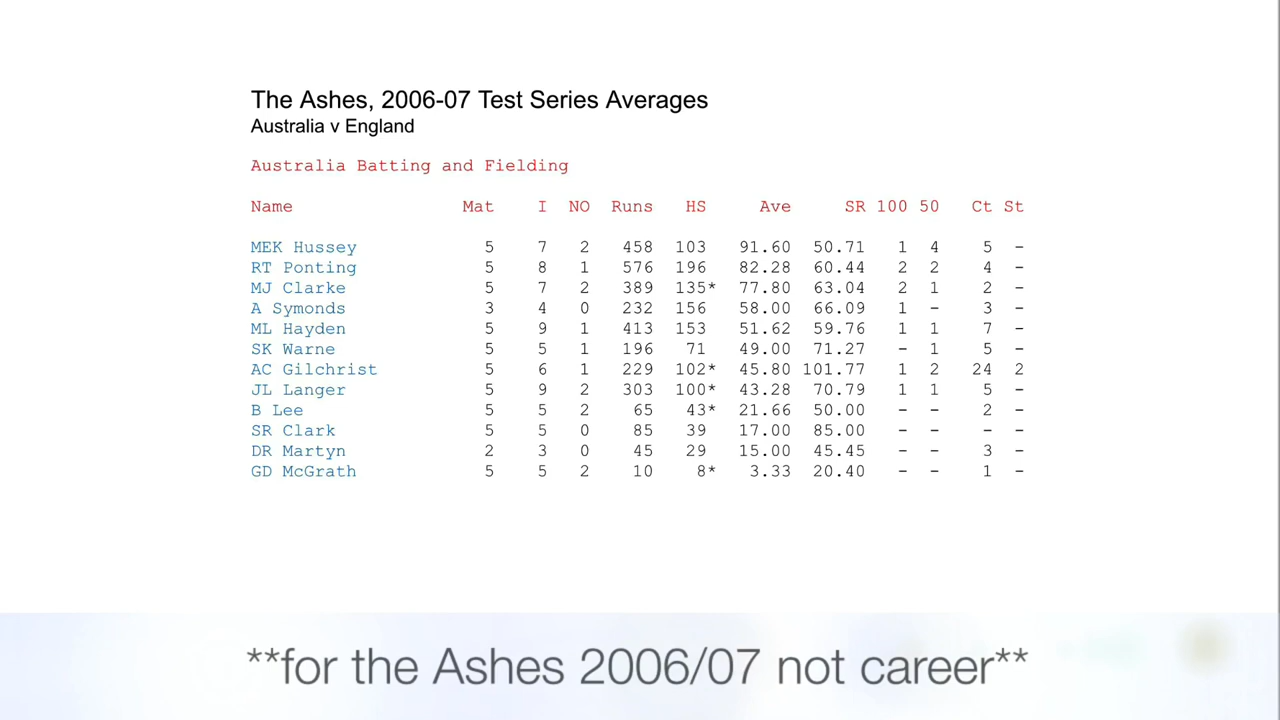 The Ashes, 2006-07 Test Series Averages
Australia v England
Australia Batting and Fielding
Name Mat I NO Runs HS Ave SR 100 50 Ct St
MEK Hussey 5 7 2 458 103 91.60 50.71 1 4 5 -
RT Ponting 5 8 1 576 196 82.28 60.44 2 2 4 -
MJ Clarke 5 7 2 389 135* 77.80 63.04 2 1 2 -
A Symonds 3 4 0 232 156 58.00 66.09 1 - 3 -
ML Hayden 5 9 1 413 153 51.62 59.76 1 1 7 -
SK Warne 5 5 1 196 71 49.00 71.27 - 1 5 -
AC Gilchrist 5 6 1 229 102* 45.80 101.77 1 2 24 2
JL Langer 5 9 2 303 100* 43.28 70.79 1 1 5 -
B Lee 5 5 2 65 43* 21.66 50.00 - - 2 -
SR Clark 5 5 0 85 39 17.00 85.00 - - - -
DR Martyn 2 3 0 45 29 15.00 45.45 - - 3 -
GD McGrath 5 5 2 10 8* 3.33 20.40 - - 1 -
**for the Ashes 2006/07 not career**